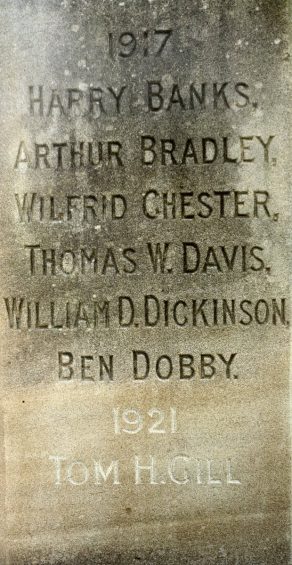 1917
HARRY BANKS.
ARTHUR BRADLEY.
WILFRID CHESTER.
THOMAS W. DAVIS.
WILLIAM D. DICKINSON.
BEN DOBBY.
1921
TOM H. GILL